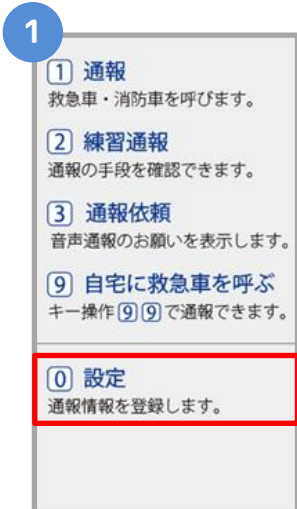 1
1 通報
救急車・消防車を呼びます。
2 練習通報
通報の手段を確認できます。
3 通報依頼
音声通報のお願いを表示します。
9 自宅に救急車を呼ぶ
キー操作99で通報できます。
0 設定
通報情報を登録します。